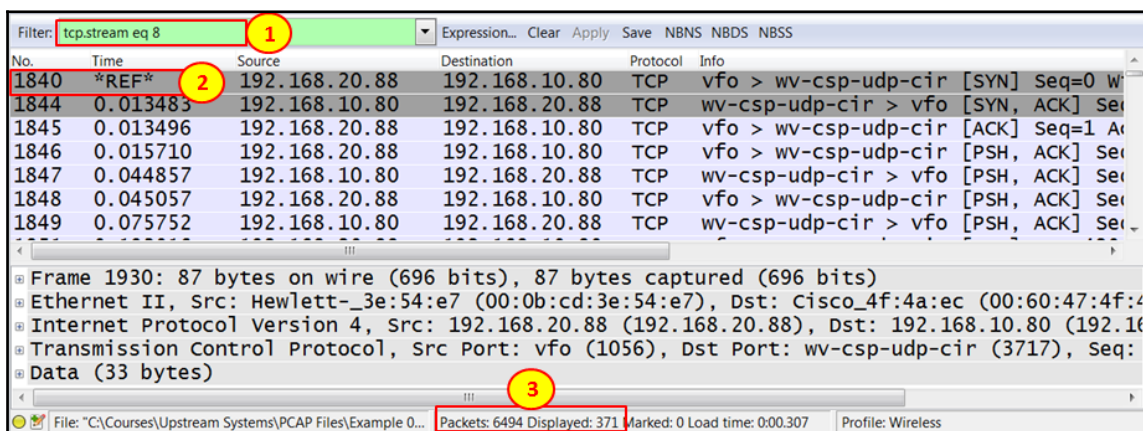 Filter: tcp.stream eq 8 1 Expression... Clear Apply Save NBNS NBDS NBSS
No. Time Source Destination Protocol Info
1840 *REF* 2 192.168.20.88 192.168.10.80 TCP vfo > wv-csp-udp-cir [SYN] Seq=0
1844 0.013483 192.168.10.80 192.168.20.88 TCP wv-csp-udp-cir > vfo [SYN, ACK]
1845 0.013496 192.168.20.88 192.168.10.80 TCP vfo > wv-csp-udp-cir [ACK] Seq=1
1846 0.015710 192.168.20.88 192.168.10.80 TCP vfo > wv-csp-udp-cir [PSH, ACK]
1847 0.044857 192.168.10.80 192.168.20.88 TCP wv-csp-udp-cir > vfo [PSH, ACK]
1848 0.045057 192.168.20.88 192.168.10.80 TCP vfo > wv-csp-udp-cir [PSH, ACK]
1849 0.075752 192.168.10.80 192.168.20.88 TCP wv-csp-udp-cir > vfo [PSH, ACK]
Frame 1930: 87 bytes on wire (696 bits), 87 bytes captured (696 bits)
Ethernet II, Src: Hewlett-_3e:54:e7 (00:0b:cd:3e:54:e7), Dst: Cisco_4f:4a:ec (00:60:47:4f:4
Internet Protocol Version 4, Src: 192.168.20.88 (192.168.20.88), Dst: 192.168.10.80 (192.16
Transmission Control Protocol, Src Port: vfo (1056), Dst Port: wv-csp-udp-cir (3717), Seq:
Data (33 bytes)
3
File: "C:\Courses\Upstream Systems\PCAP Files\Example 0... Packets: 6494 Displayed: 371 Marked: 0 Load time: 0:00.307 Profile: Wireless